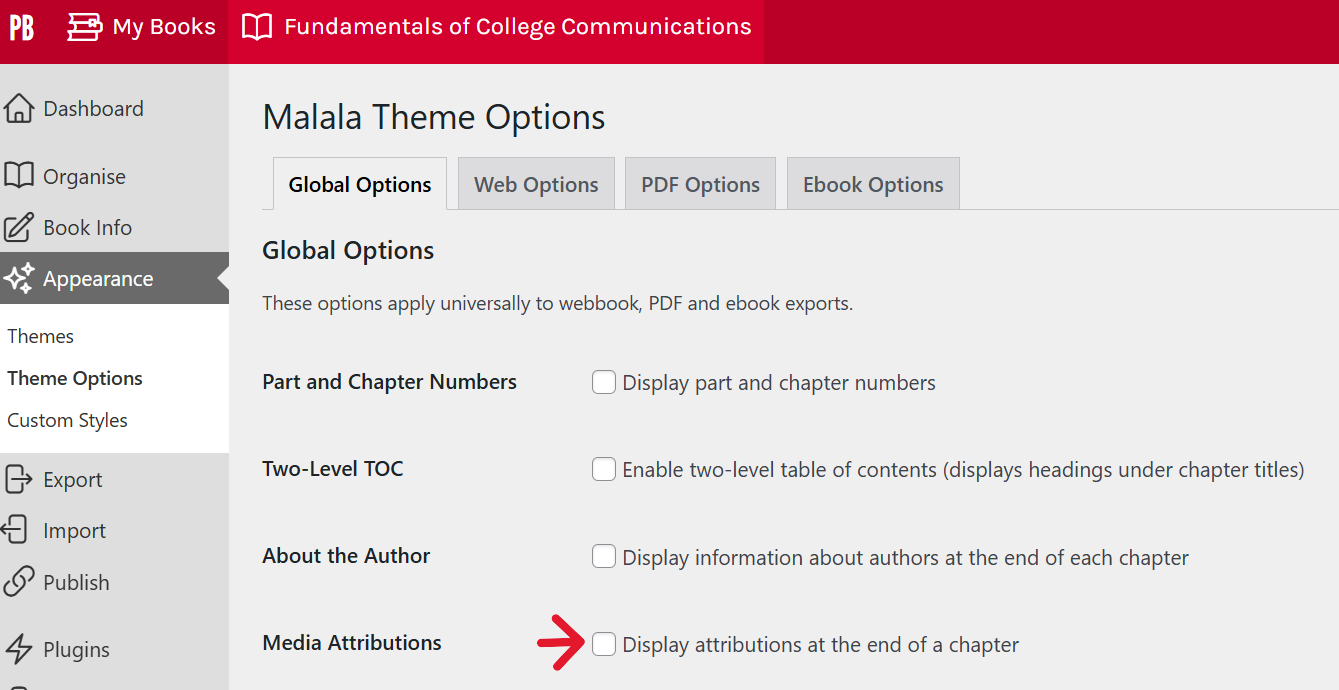 PB My Books Fundamentals of College Communications
Dashboard
Organise
Book Info
Appearance
Themes
Theme Options
Custom Styles
Export
Import
Publish
Plugins
Malala Theme Options
Global Options Web Options PDF Options Ebook Options
Global Options
These options apply universally to webbook, PDF and ebook exports.
Part and Chapter Numbers Display part and chapter numbers
Two-Level TOC Enable two-level table of contents (displays headings under chapter titles)
About the Author Display information about authors at the end of each chapter
Media Attributions Display attributions at the end of a chapter